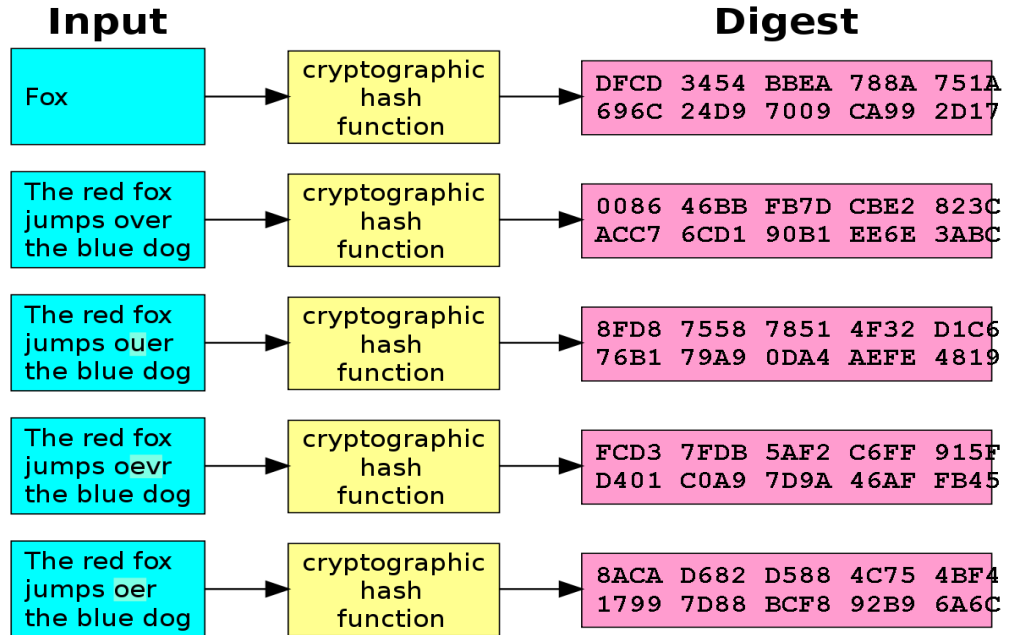 Input
Digest
Fox
cryptographic
hash
function
DFCD 3454 BBEA 788A 751A
696C 24D9 7009 CA99 2D17
The red fox
jumps over
the blue dog
cryptographic
hash
function
0086 46BB FB7D CBE2 823C
ACC7 6CD1 90B1 EE6E 3ABC
The red fox
jumps ouer
the blue dog
cryptographic
hash
function
8FD8 7558 7851 4F32 D1C6
76B1 79A9 0DA4 AEFE 4819
The red fox
jumps oevr
the blue dog
cryptographic
hash
function
FCD3 7FDB 5AF2 C6FF 915F
D401 C0A9 7D9A 46AF FB45
The red fox
jumps oer
the blue dog
cryptographic
hash
function
8ACA D682 D588 4C75 4BF4
1799 7D88 BCF8 92B9 6A6C